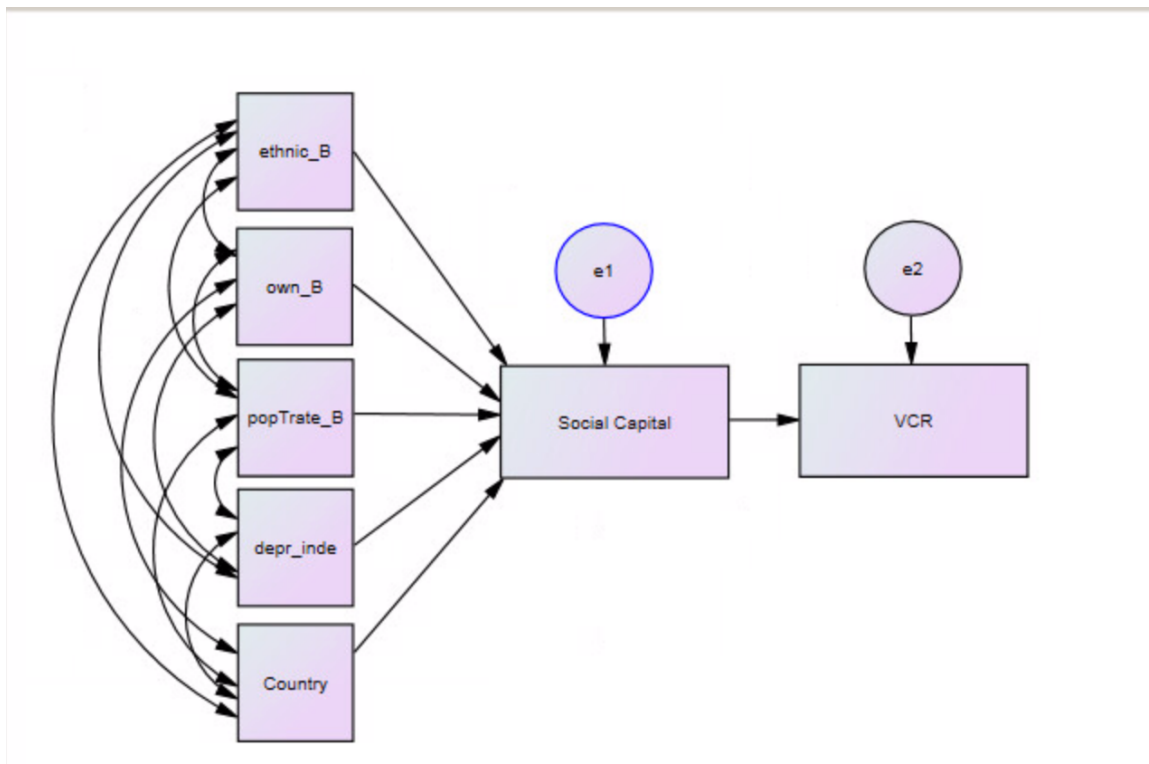 ethnic_B
own_B
popTrate_B
depr_inde
Country
e1
e2
Social Capital
VCR